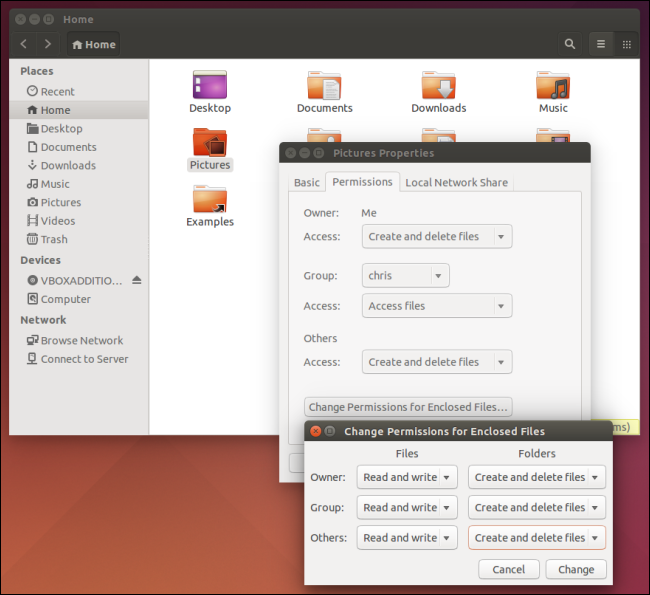 Home
Home
Places
Recent
Home
Desktop
Documents
Downloads
Music
Pictures
Videos
Trash
Devices
VBOXADDITIO...
Computer
Network
Browse Network
Connect to Server
Desktop
Documents
Downloads
Music
Pictures
Examples
Pictures Properties
Basic
Permissions
Local Network Share
Owner: Me
Access: Create and delete files
Group: chris
Access: Access files
Others
Access: Create and delete files
Change Permissions for Enclosed Files...
ms)
Change Permissions for Enclosed Files
Files Folders
Owner: Read and write Create and delete files
Group: Read and write Create and delete files
Others: Read and write Create and delete files
Cancel Change